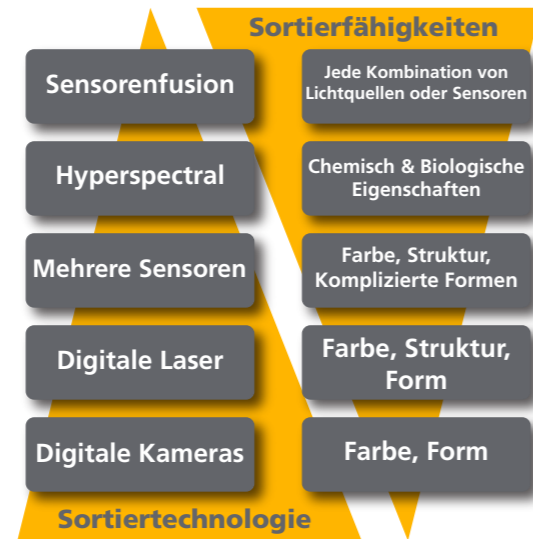 Sortierfähigkeiten
Sensorenfusion
Jede Kombination von
Lichtquellen oder Sensoren
Hyperspectral
Chemisch & Biologische
Eigenschaften
Mehrere Sensoren
Farbe, Struktur,
Komplizierte Formen
Digitale Laser
Farbe, Struktur,
Form
Digitale Kameras
Farbe, Form
Sortiertechnologie